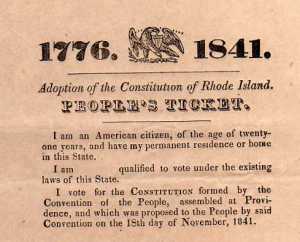 1776. 1841.
Adoption of the Constitution of Rhode Island.
PEOPLE'S TICKET.
I am an American citizen, of the age of twenty-
one years, and have my permanent residence or home
in this State.
I am qualified to vote under the existing
laws of this State.
I vote for the CONSTITUTION formed by the
Convention of the People, assembled at Provi-
dence, and which was proposed to the People by said
Convention on the 18th day of November, 1841.